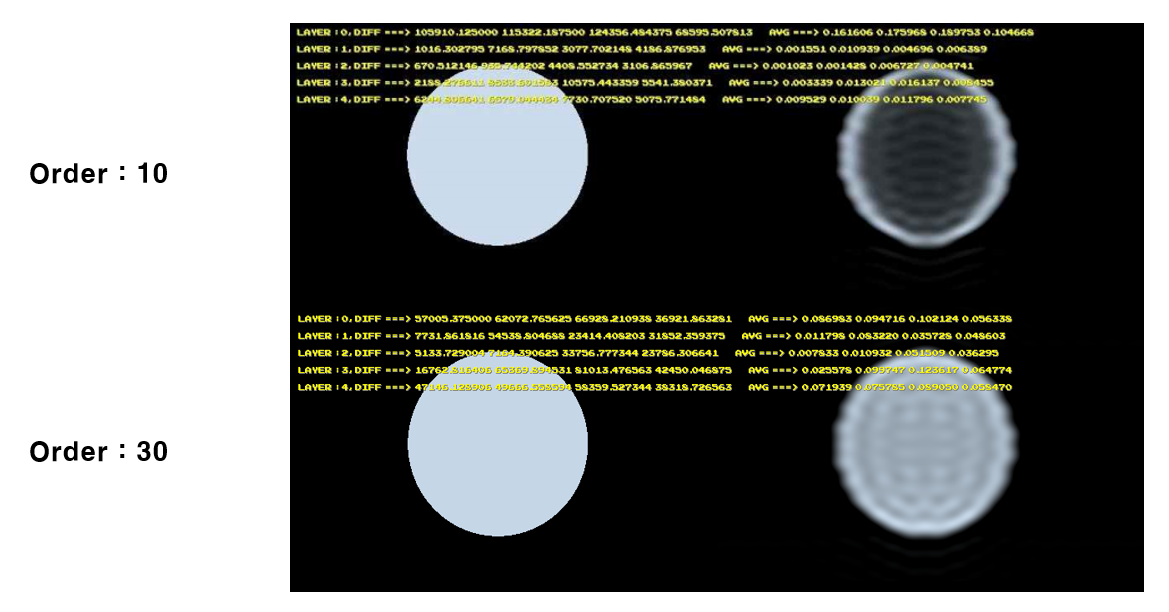 Order : 10
LAYER : 0, DIFF ===> 105910.125000 115322.187500 124356.484375 68595.507813 AVG ===> 0.161606 0.175968 0.189753 0.104668
LAYER : 1, DIFF ===> 1016.302795 7168.797852 3077.702148 4186.876953 AVG ===> 0.001551 0.010939 0.004696 0.006389
LAYER : 2, DIFF ===> 670.512146 4408.552734 3106.865967 AVG ===> 0.001023 0.001428 0.006727 0.004741
LAYER : 3, DIFF ===> 10575.443359 5541.380371 AVG ===> 0.003339 0.013021 0.016137 0.008455
LAYER : 4, DIFF ===> 7730.707520 5075.771484 AVG ===> 0.009529 0.010039 0.011796 0.007745
Order : 30
LAYER : 0, DIFF ===> 57005.375000 62072.765625 66928.210938 36921.863281 AVG ===> 0.086983 0.094716 0.102124 0.056338
LAYER : 1, DIFF ===> 7731.861816 54538.804688 23414.408203 31852.359375 AVG ===> 0.011798 0.083220 0.035728 0.048603
LAYER : 2, DIFF ===> 5133.729004 7164.390625 33756.777344 23786.306641 AVG ===> 0.007833 0.010932 0.051509 0.036295
LAYER : 3, DIFF ===> 81013.476563 42450.046875 AVG ===> 0.025578 0.099747 0.123617 0.064774
LAYER : 4, DIFF ===> 58359.527344 38318.726563 AVG ===> 0.071939 0.075785 0.089050 0.058470